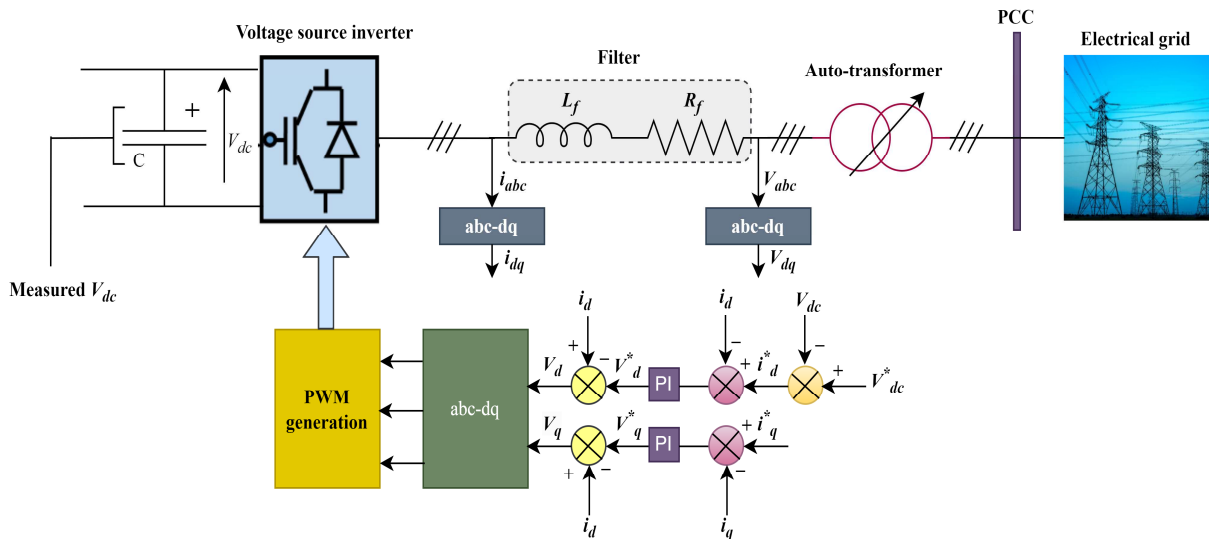 PCC
Voltage source inverter
Electrical grid
Filter
Auto-transformer
L_f
R_f
+
V_dc
C
i_abc
V_abc
abc-dq
abc-dq
i_dq
V_dq
Measured V_dc
i_d
i_d
V_dc
+
−
−
−
V_d
V*_d
PI
+ i*_d
+
V*_dc
PWM
generation
abc-dq
V_q
V*_q
PI
+ i*_q
+
−
−
i_d
i_q